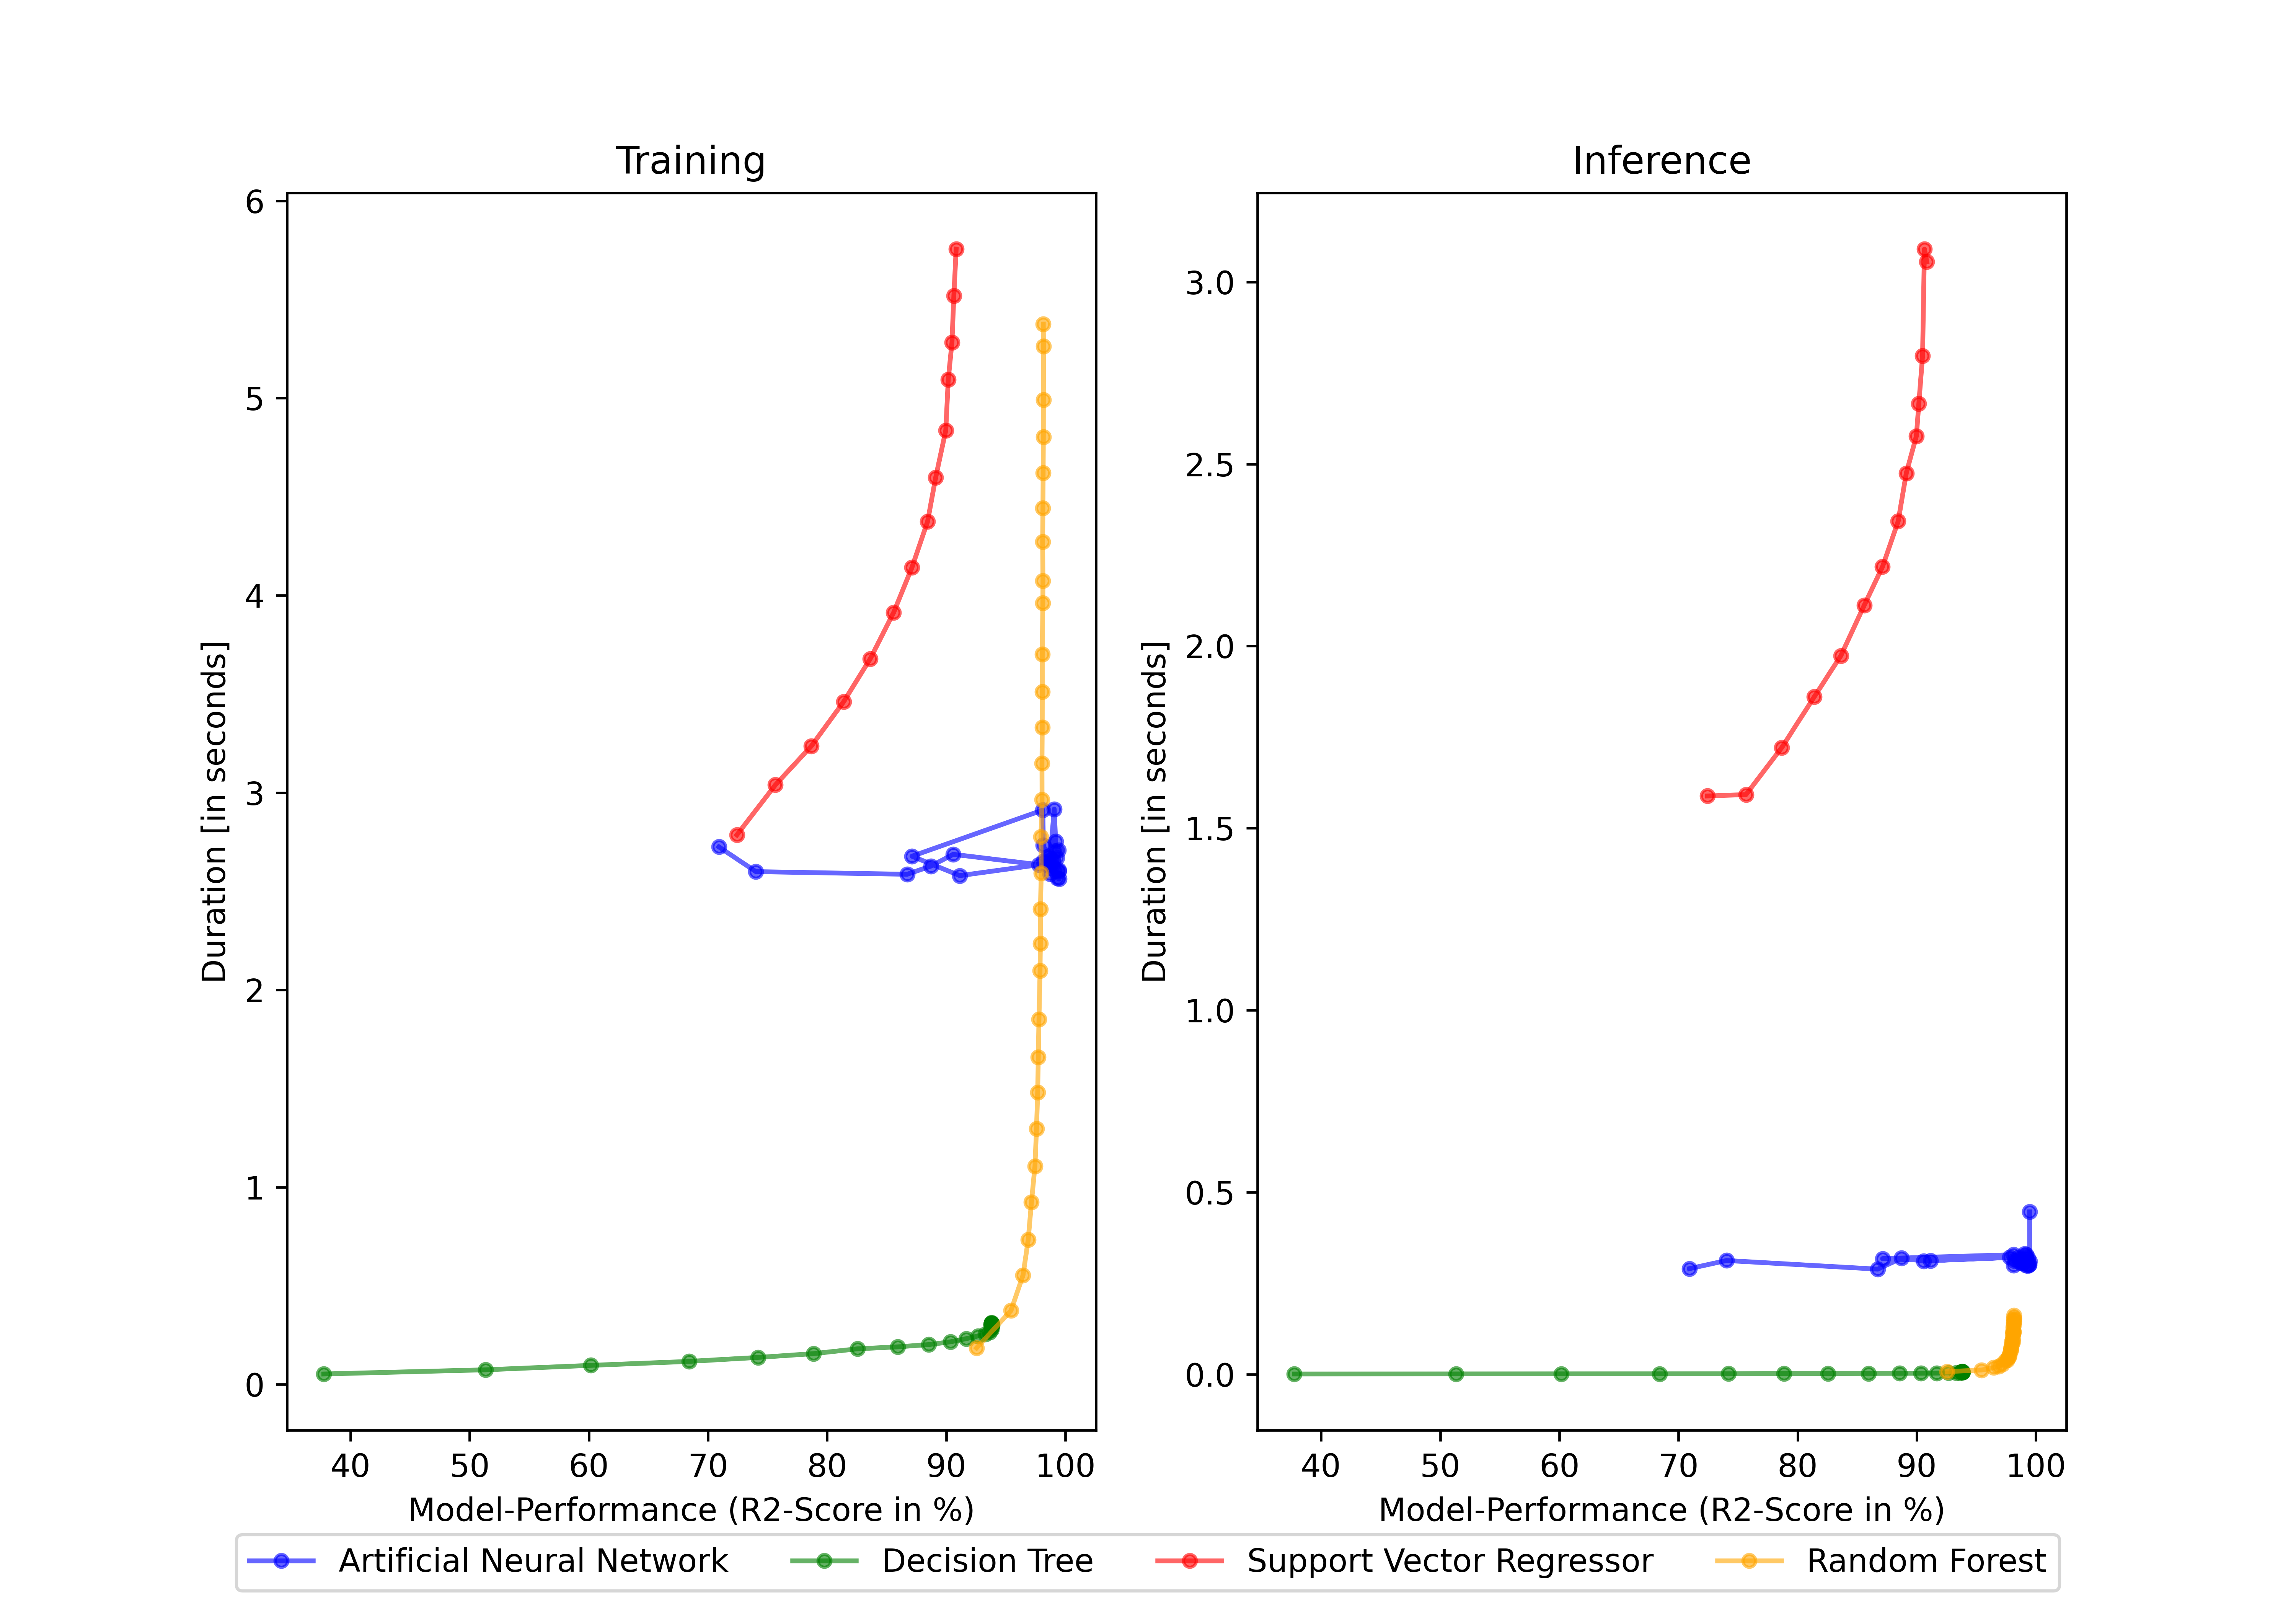 Training
6
5
4
3
2
1
0
Duration [in seconds]
40 50 60 70 80 90 100
Model-Performance (R2-Score in %)
Inference
3.0
2.5
2.0
1.5
1.0
0.5
0.0
Duration [in seconds]
40 50 60 70 80 90 100
Model-Performance (R2-Score in %)
Artificial Neural Network Decision Tree Support Vector Regressor Random Forest